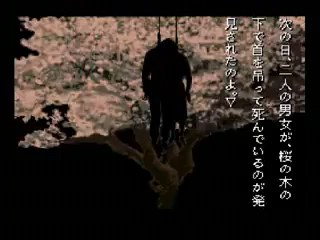 次の日、二人の男女が、桜の木の
下で首を吊って死んでいるのが発
見されたのよ。▽